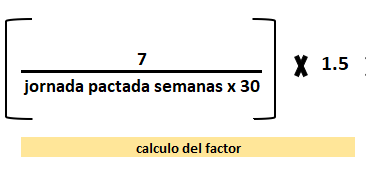 7
jornada pactada semanas x 30
x 1.5
calculo del factor